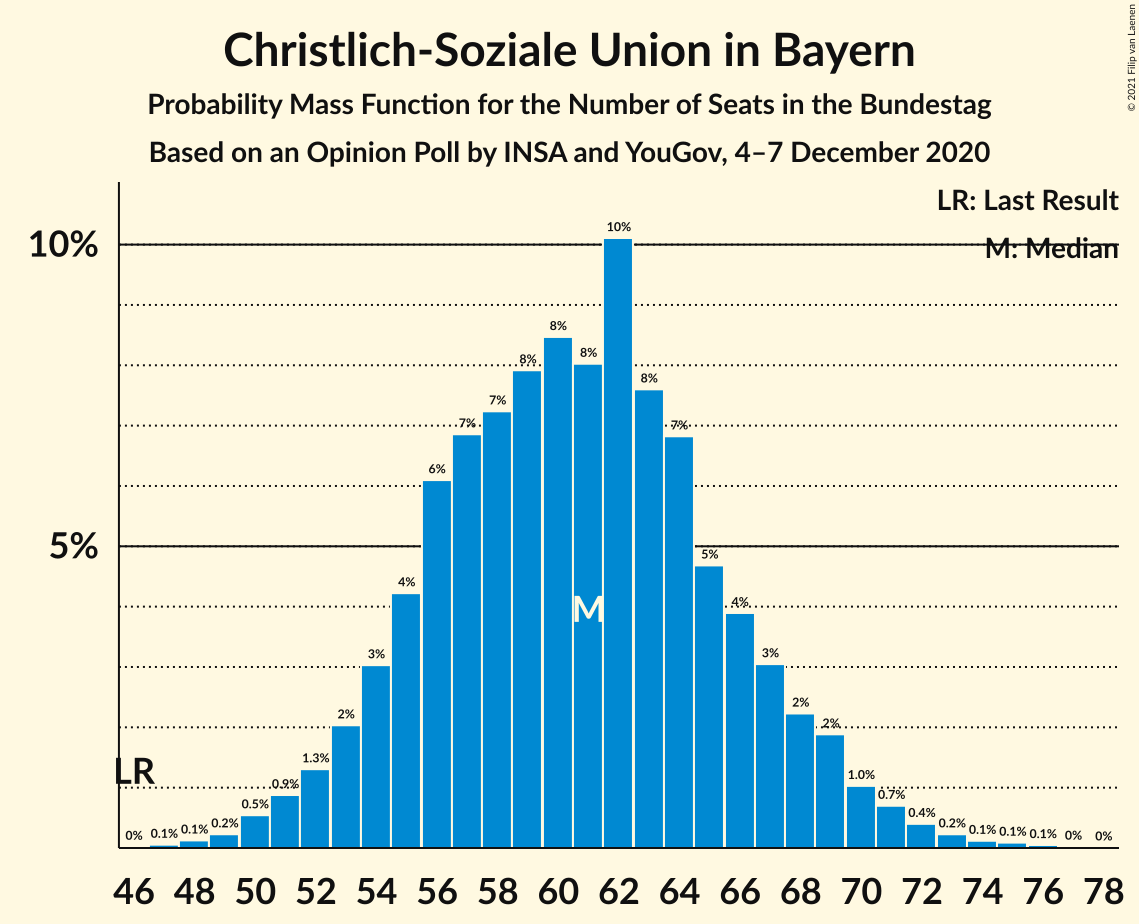 Christlich-Soziale Union in Bayern
Probability Mass Function for the Number of Seats in the Bundestag
Based on an Opinion Poll by INSA and YouGov, 4–7 December 2020
© 2021 Filip van Laenen
LR: Last Result
M: Median
10%
5%
LR
M
0% 0.1% 0.1% 0.2% 0.5% 0.9% 1.3% 2% 3% 4% 6% 7% 7% 8% 8% 8% 10% 8% 7% 5% 4% 3% 2% 2% 1.0% 0.7% 0.4% 0.2% 0.1% 0.1% 0.1% 0% 0%
46 48 50 52 54 56 58 60 62 64 66 68 70 72 74 76 78